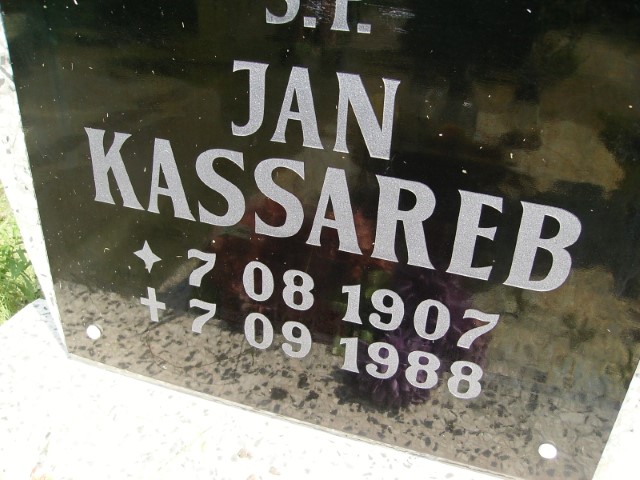 Ś.P.
JAN
KASSAREB
✦ 7 08 1907
+ 7 09 1988